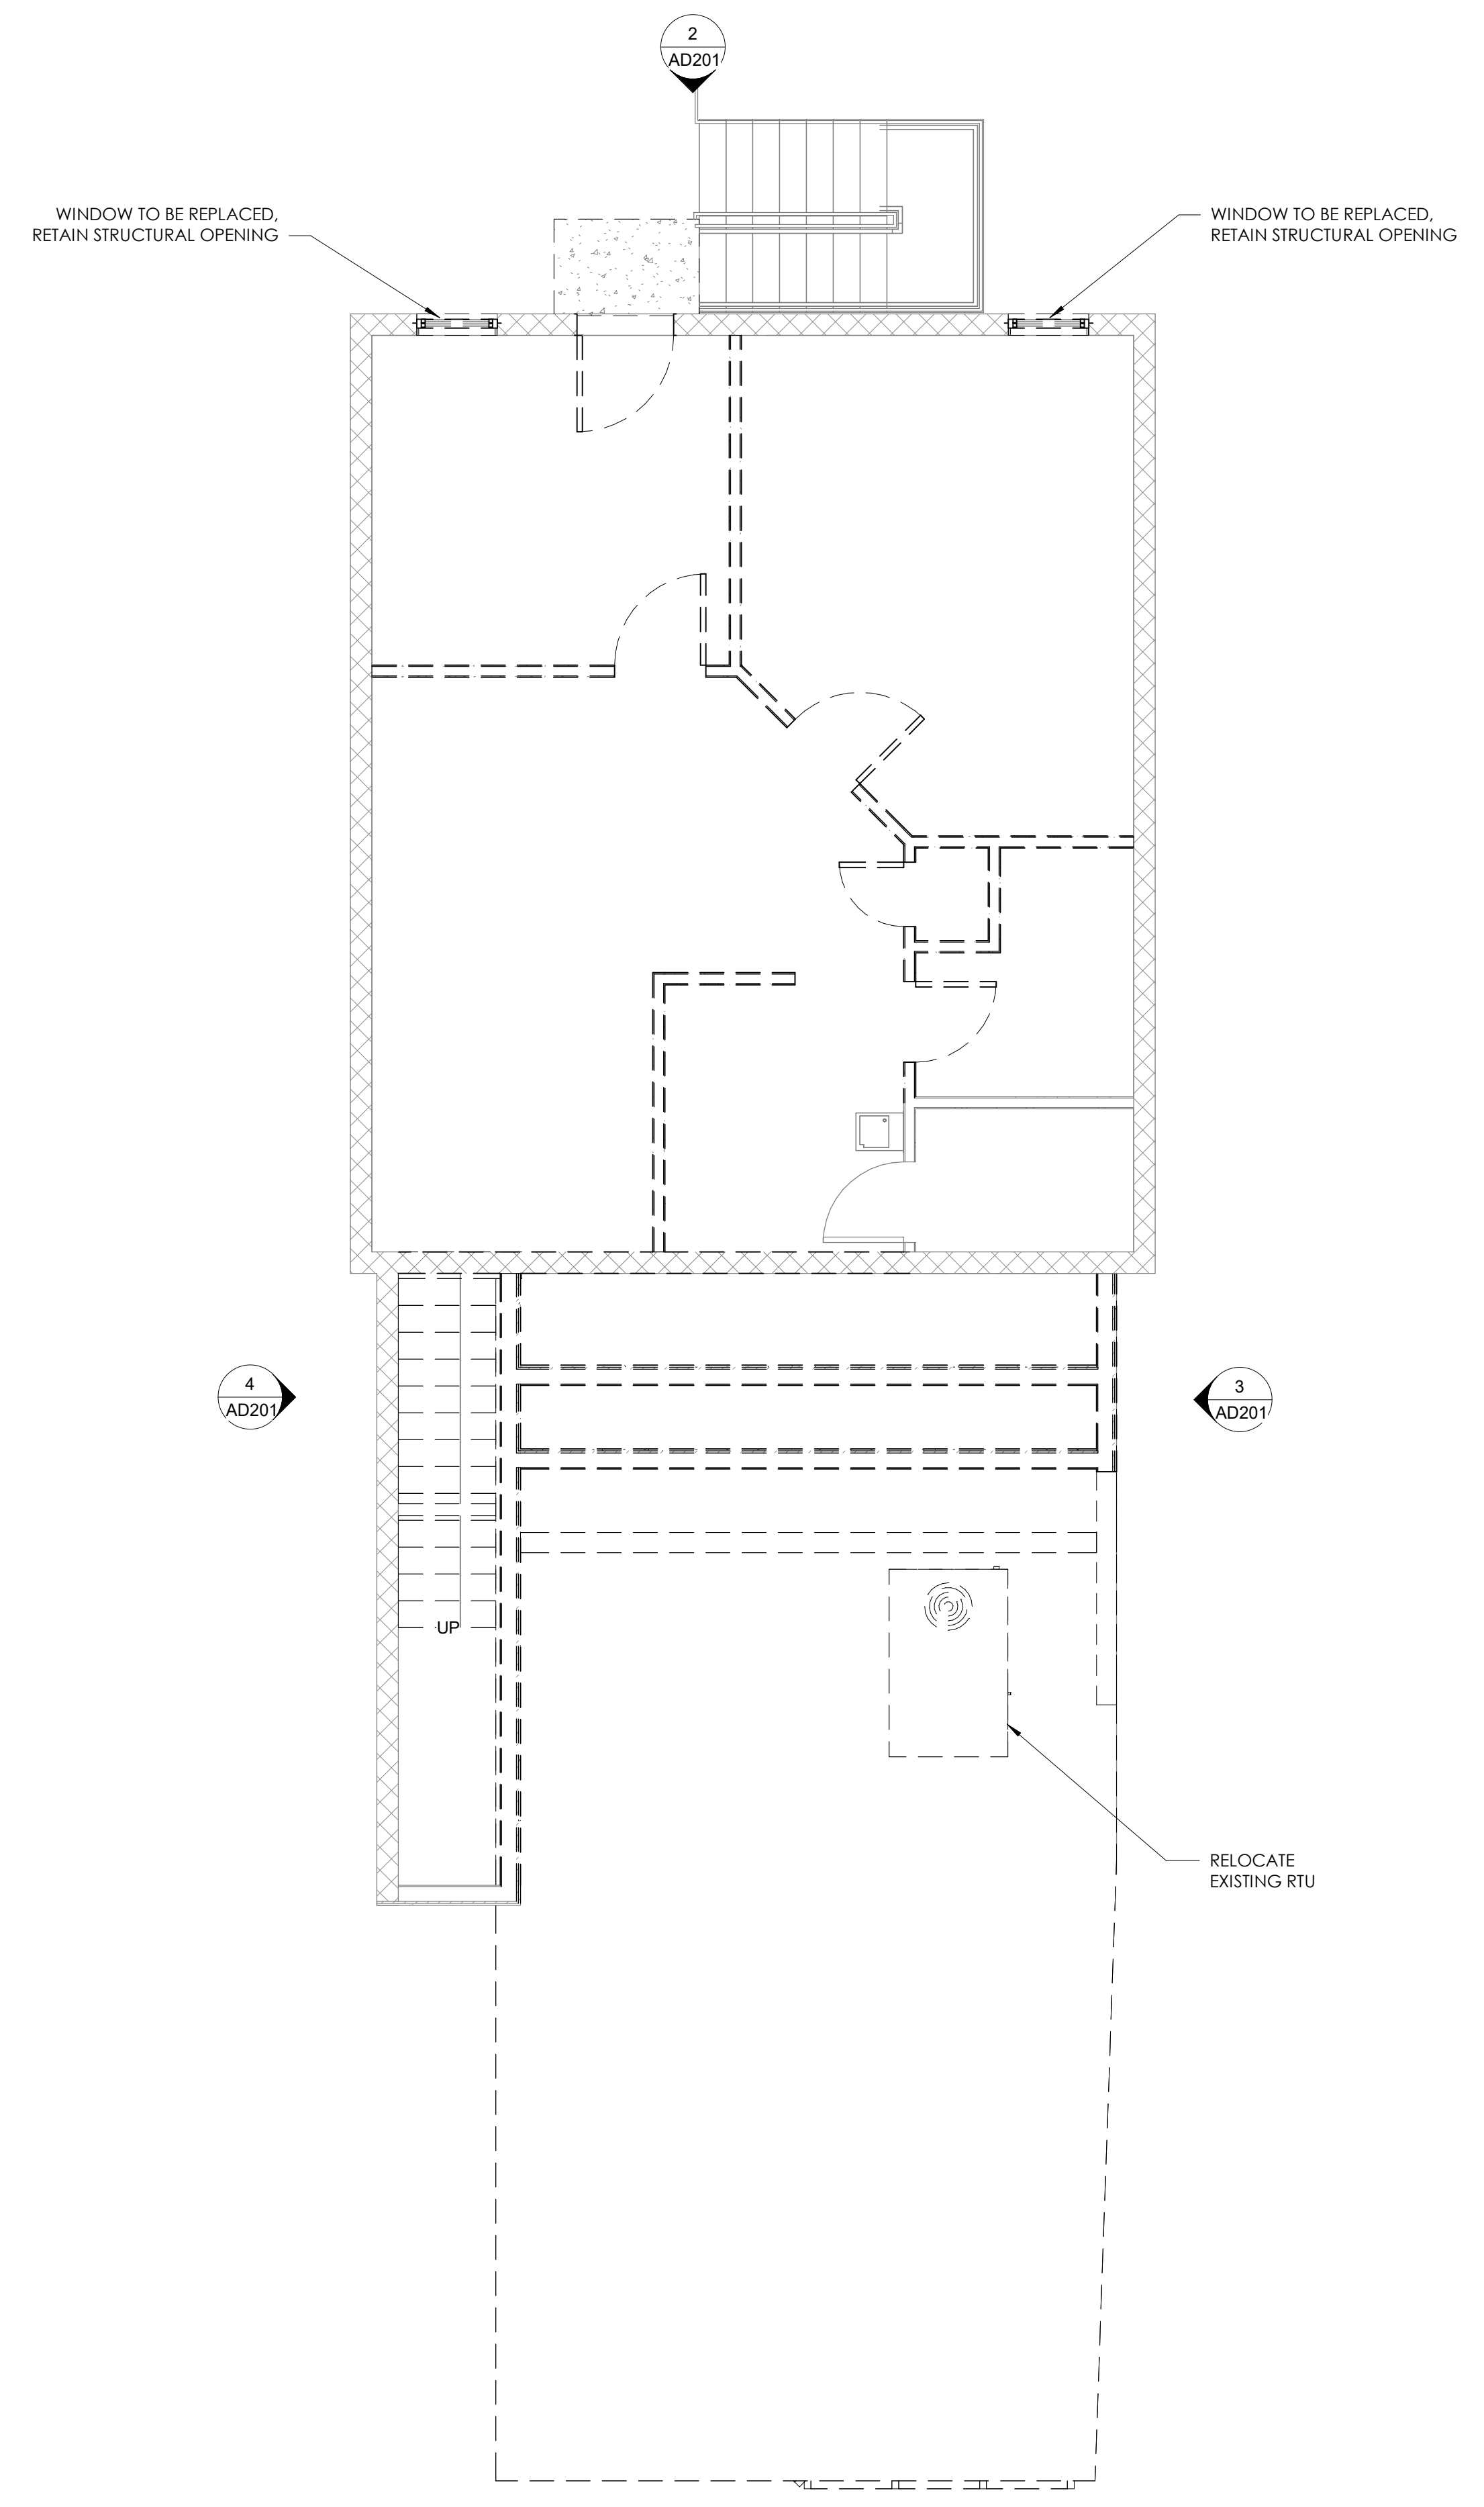 2
AD201
WINDOW TO BE REPLACED,
RETAIN STRUCTURAL OPENING
WINDOW TO BE REPLACED,
RETAIN STRUCTURAL OPENING
4
AD201
3
AD201
UP
RELOCATE
EXISTING RTU